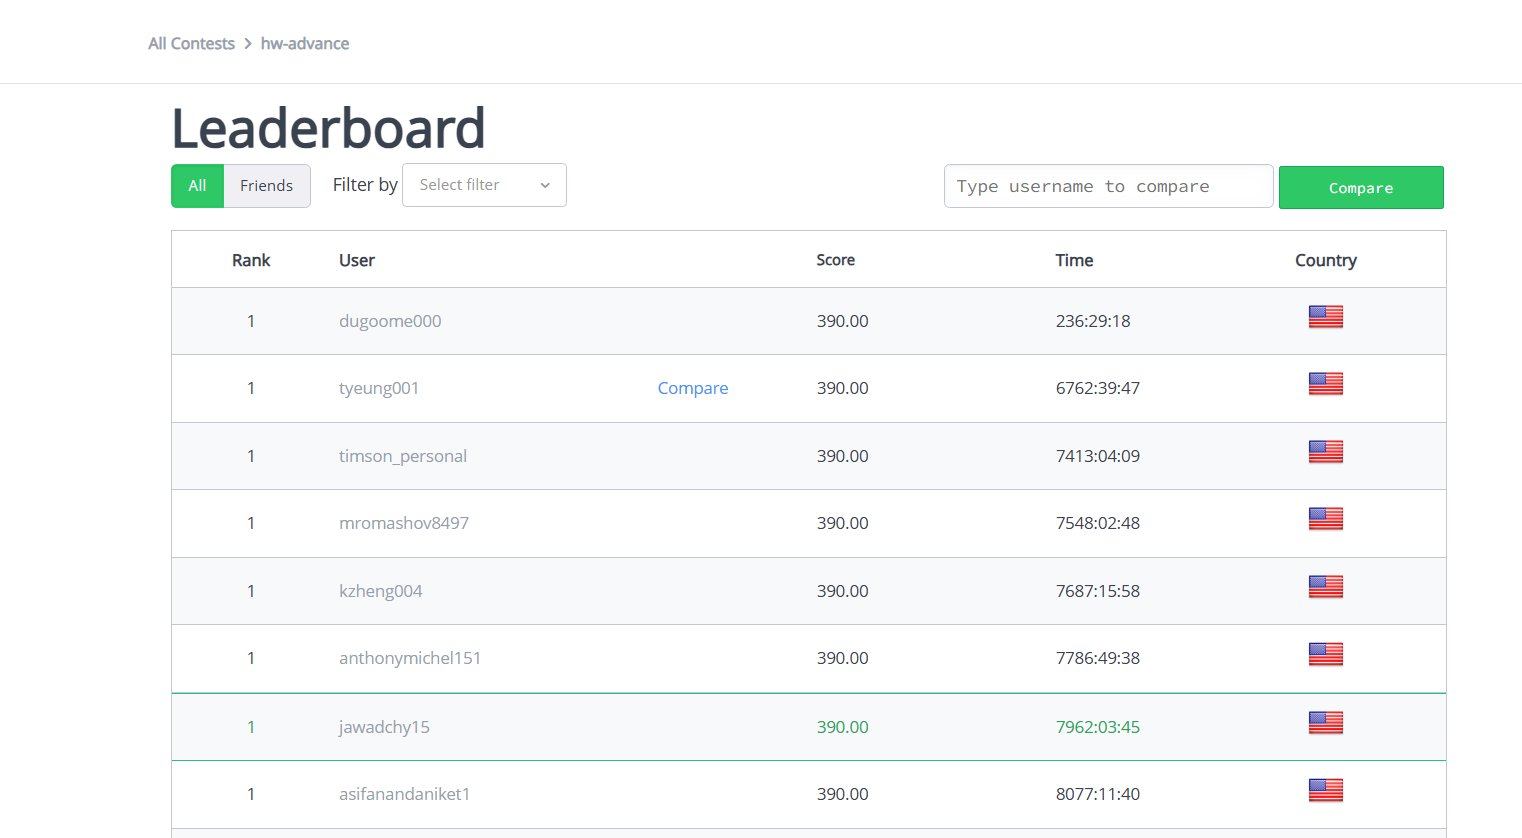 All Contests > hw-advance
Leaderboard
All Friends Filter by Select filter Type username to compare Compare
Rank User Score Time Country
1 dugoome000 390.00 236:29:18
1 tyeung001 Compare 390.00 6762:39:47
1 timson_personal 390.00 7413:04:09
1 mromashov8497 390.00 7548:02:48
1 kzheng004 390.00 7687:15:58
1 anthonymichel151 390.00 7786:49:38
1 jawadchy15 390.00 7962:03:45
1 asifanandaniket1 390.00 8077:11:40